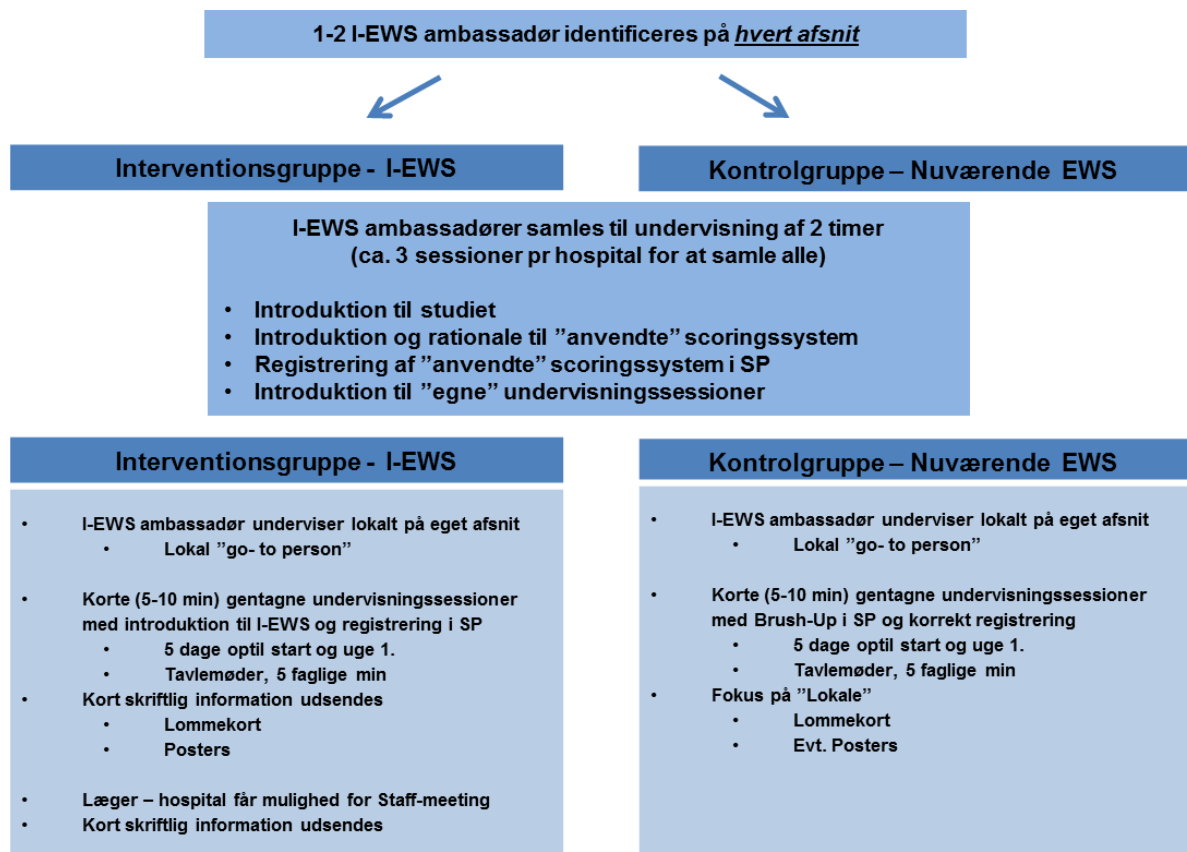 1-2 I-EWS ambassadør identificeres på hvert afsnit
Interventionsgruppe - I-EWS
Kontrolgruppe – Nuværende EWS
I-EWS ambassadører samles til undervisning af 2 timer
(ca. 3 sessioner pr hospital for at samle alle)
• Introduktion til studiet
• Introduktion og rationale til ”anvendte” scoringssystem
• Registrering af ”anvendte” scoringssystem i SP
• Introduktion til ”egne” undervisningssessioner
Interventionsgruppe - I-EWS
• I-EWS ambassadør underviser lokalt på eget afsnit
• Lokal ”go- to person”
• Korte (5-10 min) gentagne undervisningssessioner
med introduktion til I-EWS og registrering i SP
• 5 dage optil start og uge 1.
• Tavlemøder, 5 faglige min
• Kort skriftlig information udsendes
• Lommekort
• Posters
• Læger – hospital får mulighed for Staff-meeting
• Kort skriftlig information udsendes
Kontrolgruppe – Nuværende EWS
• I-EWS ambassadør underviser lokalt på eget afsnit
• Lokal ”go- to person”
• Korte (5-10 min) gentagne undervisningssessioner
med Brush-Up i SP og korrekt registrering
• 5 dage optil start og uge 1.
• Tavlemøder, 5 faglige min
• Fokus på ”Lokale”
• Lommekort
• Evt. Posters